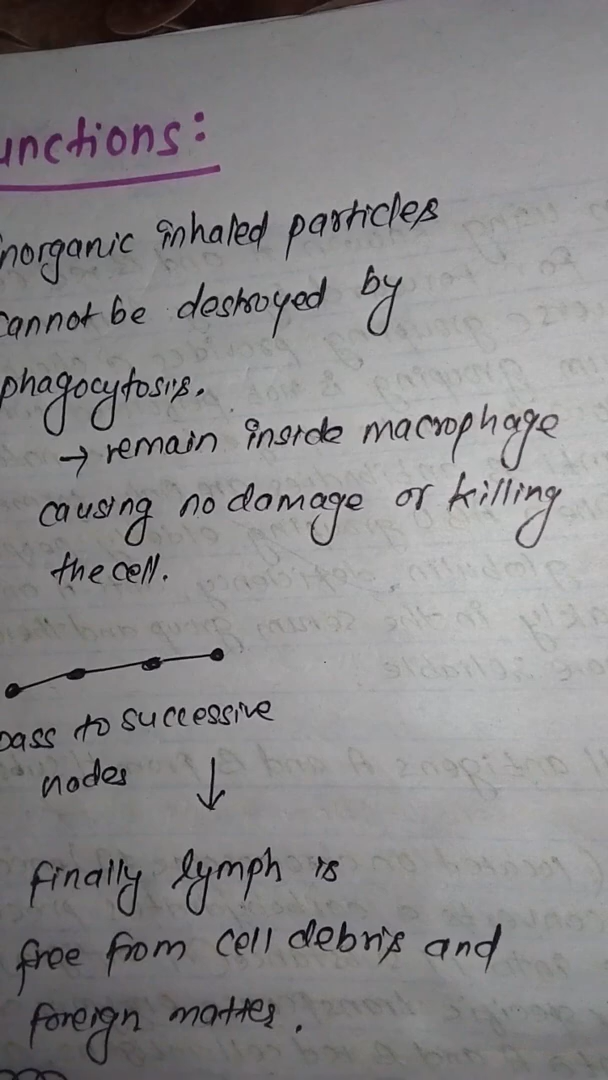 unctions:
inorganic inhaled particles
cannot be destroyed by
phagocytosis.
→ remain inside macrophage
causing no damage or killing
the cell.
pass to successive
nodes ↓
finally lymph is
free from cell debris and
foreign matter.